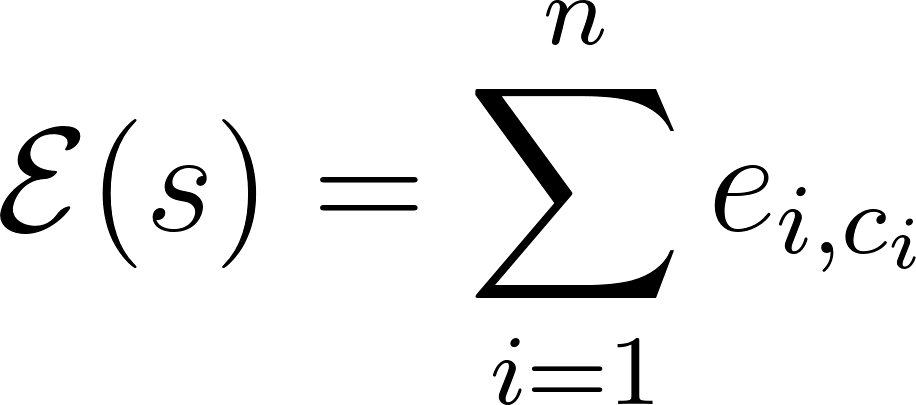 $\mathcal{E}(s) = \sum_{i=1}^{n} e_{i,c_i}$